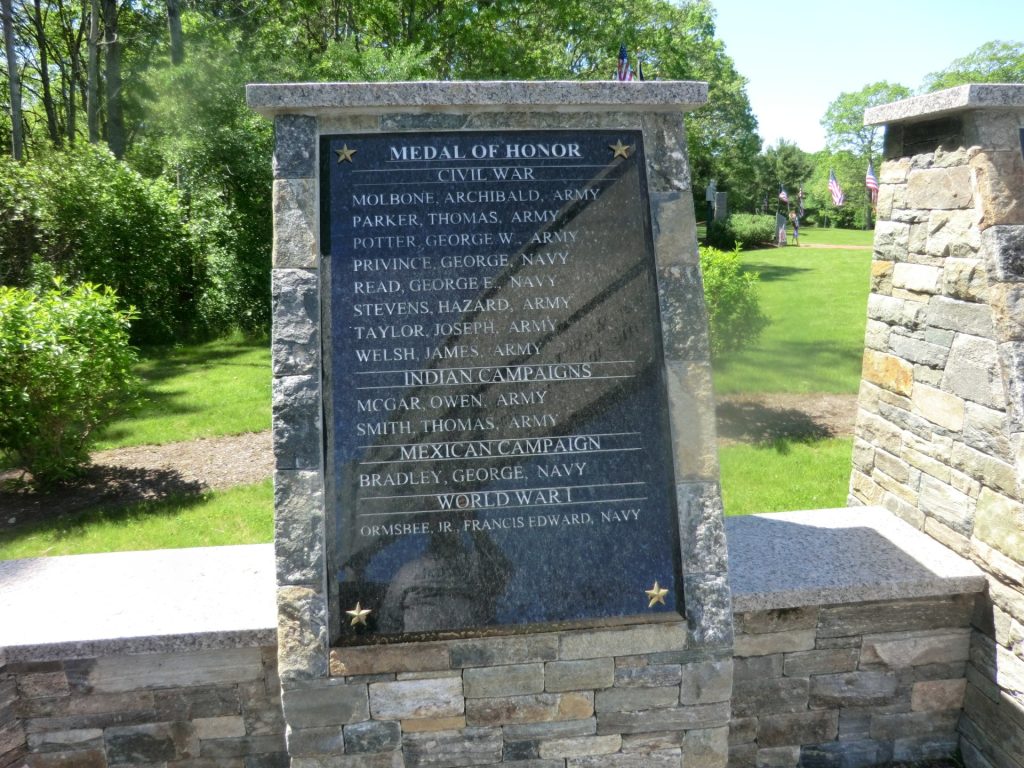 MEDAL OF HONOR
CIVIL WAR
MOLBONE, ARCHIBALD, ARMY
PARKER, THOMAS, ARMY
POTTER, GEORGE W., ARMY
PRIVINCE, GEORGE, NAVY
READ, GEORGE E., NAVY
STEVENS, HAZARD, ARMY
TAYLOR, JOSEPH, ARMY
WELSH, JAMES, ARMY
INDIAN CAMPAIGNS
MCGAR, OWEN, ARMY
SMITH, THOMAS, ARMY
MEXICAN CAMPAIGN
BRADLEY, GEORGE, NAVY
WORLD WAR I
ORMSBEE, JR, FRANCIS EDWARD, NAVY